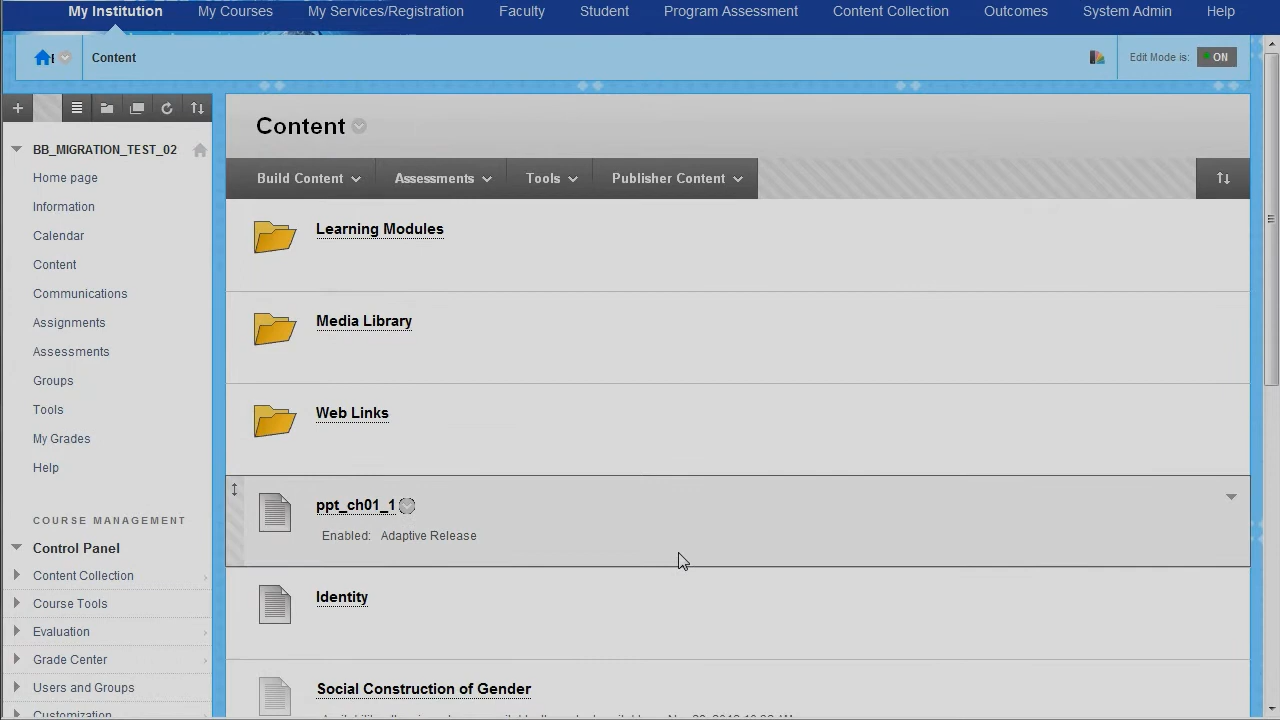 My Institution
My Courses
My Services/Registration
Faculty
Student
Program Assessment
Content Collection
Outcomes
System Admin
Help
Content
Edit Mode is:
ON
BB_MIGRATION_TEST_02
Home page
Information
Calendar
Content
Communications
Assignments
Assessments
Groups
Tools
My Grades
Help
COURSE MANAGEMENT
Control Panel
Content Collection
Course Tools
Evaluation
Grade Center
Users and Groups
Customization
Content
Build Content
Assessments
Tools
Publisher Content
Learning Modules
Media Library
Web Links
ppt_ch01_1
Enabled: Adaptive Release
Identity
Social Construction of Gender